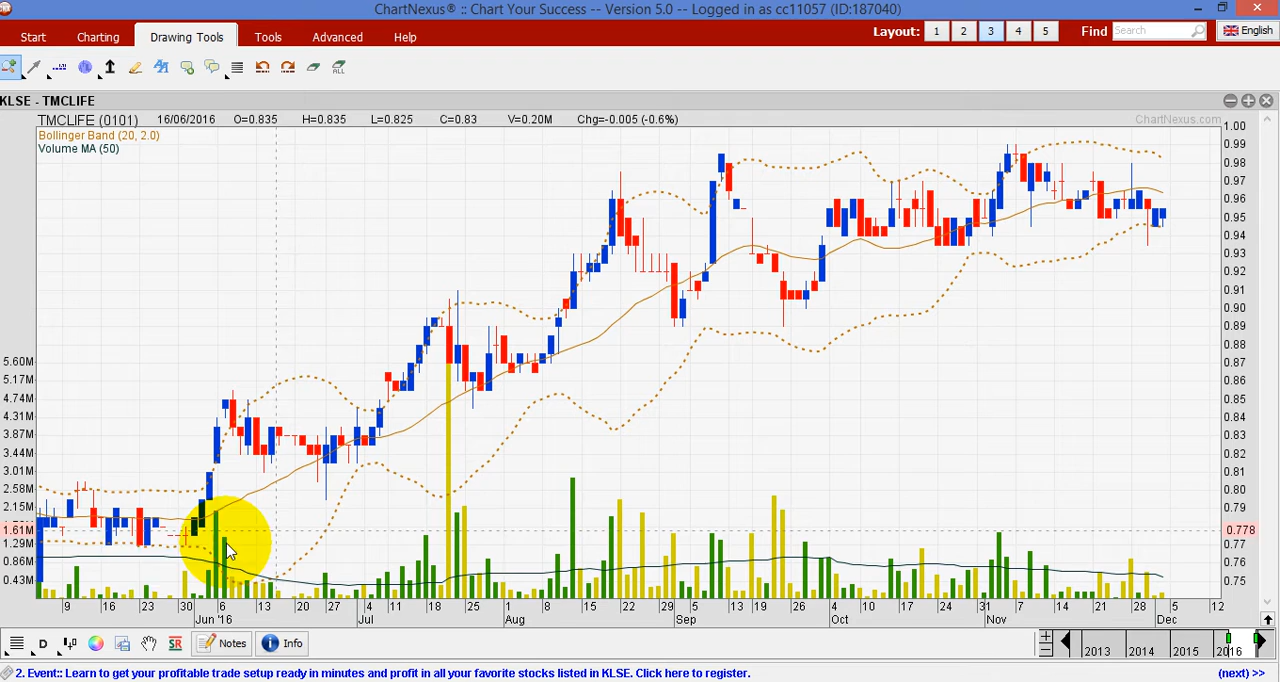 ChartNexus® :: Chart Your Success -- Version 5.0 -- Logged in as cc11057 (ID:187040)
Start Charting Drawing Tools Tools Advanced Help Layout: 1 2 3 4 5 Find Search English
ALL
KLSE - TMCLIFE
TMCLIFE (0101) 16/06/2016 O=0.835 H=0.835 L=0.825 C=0.83 V=0.20M Chg=-0.005 (-0.6%) ChartNexus.com
Bollinger Band (20, 2.0)
Volume MA (50)
1.00
0.99
0.98
0.97
0.96
0.95
0.94
0.93
0.92
0.91
0.90
0.89
0.88
5.60M 0.87
5.17M 0.86
4.74M 0.85
4.31M 0.84
3.87M 0.83
3.44M 0.82
3.01M 0.81
2.58M 0.80
2.15M 0.79
1.61M 0.778
1.29M 0.77
0.86M 0.76
0.43M 0.75
9 16 23 30 6 13 20 27 4 11 18 25 1 8 15 22 29 5 13 19 26 4 10 17 24 31 7 14 21 28 5 12
Jun '16 Jul Aug Sep Oct Nov Dec
D SR Notes Info 2013 2014 2015 2016
2. Event:: Learn to get your profitable trade setup ready in minutes and profit in all your favorite stocks listed in KLSE. Click here to register. (next) >>